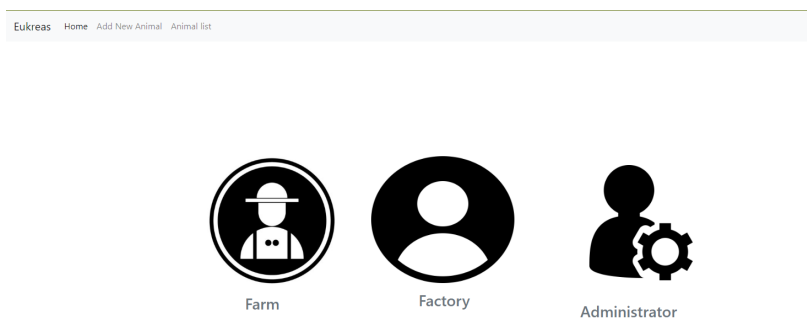 Eukreas Home Add New Animal Animal list
Farm Factory Administrator